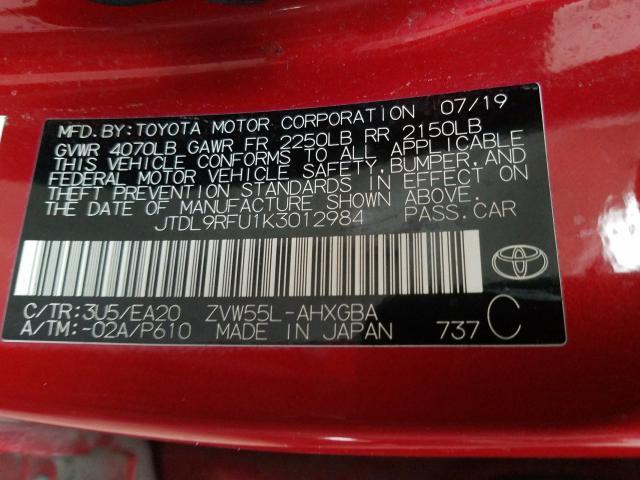 MFD. BY: TOYOTA MOTOR CORPORATION 07/19
GVWR 4070LB GAWR FR 2250LB RR 2150LB
THIS VEHICLE CONFORMS TO ALL APPLICABLE
FEDERAL MOTOR VEHICLE SAFETY, BUMPER, AND
THEFT PREVENTION STANDARDS IN EFFECT ON
THE DATE OF MANUFACTURE SHOWN ABOVE.
JTDL9RFU1K3012984 PASS. CAR
C/TR: 3U5/EA20 ZVW55L-AHXGBA
A/TM: -02A/P610 MADE IN JAPAN 737 C